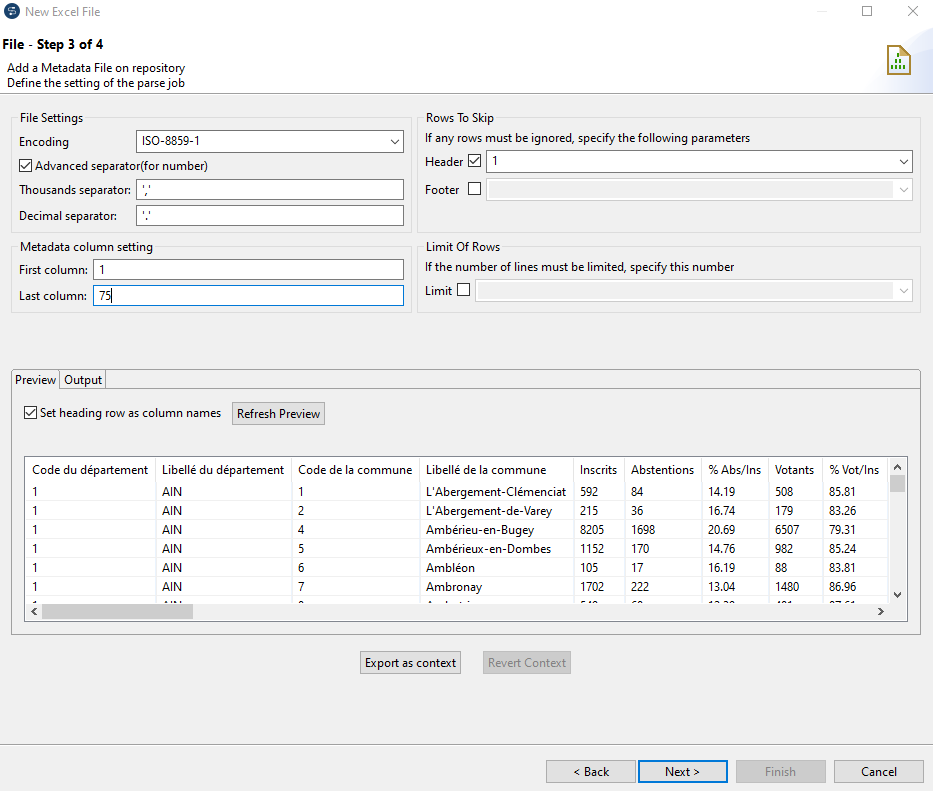 New Excel File
File - Step 3 of 4
Add a Metadata File on repository
Define the setting of the parse job
File Settings
Encoding ISO-8859-1
Advanced separator(for number)
Thousands separator: ','
Decimal separator: '.'
Rows To Skip
If any rows must be ignored, specify the following parameters
Header 1
Footer
Metadata column setting
First column: 1
Last column: 75
Limit Of Rows
If the number of lines must be limited, specify this number
Limit
Preview Output
Set heading row as column names Refresh Preview
Code du département Libellé du département Code de la commune Libellé de la commune Inscrits Abstentions % Abs/Ins Votants % Vot/Ins
1 AIN 1 L'Abergement-Clémenciat 592 84 14.19 508 85.81
1 AIN 2 L'Abergement-de-Varey 215 36 16.74 179 83.26
1 AIN 4 Ambérieu-en-Bugey 8205 1698 20.69 6507 79.31
1 AIN 5 Ambérieux-en-Dombes 1152 170 14.76 982 85.24
1 AIN 6 Ambléon 105 17 16.19 88 83.81
1 AIN 7 Ambronay 1702 222 13.04 1480 86.96
Export as context Revert Context
< Back Next > Finish Cancel